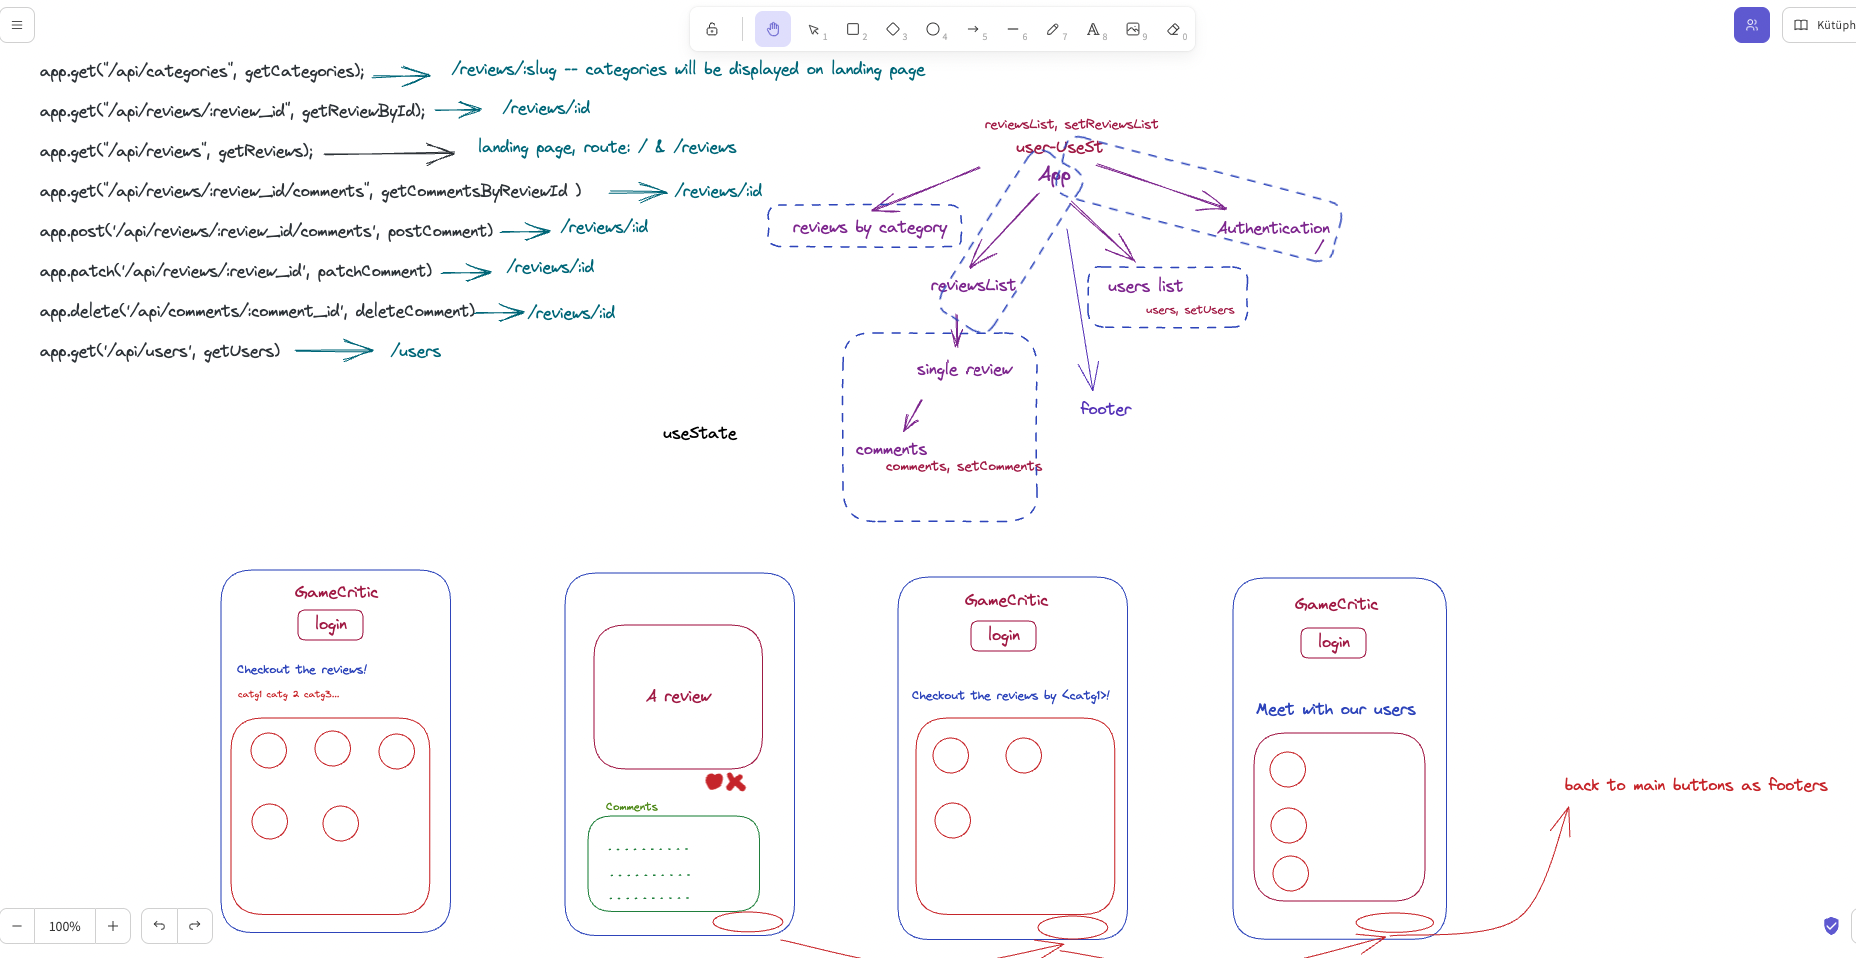 1
2
3
4
5
6
7
8
9
0
Kütüph
app.get("/api/categories", getCategories);
/reviews/:slug -- categories will be displayed on landing page
app.get("/api/reviews/:review_id", getReviewById);
/reviews/:id
app.get("/api/reviews", getReviews);
landing page, route: / & /reviews
app.get("/api/reviews/:review_id/comments", getCommentsByReviewId )
/reviews/:id
app.post('/api/reviews/:review_id/comments', postComment)
/reviews/:id
app.patch('/api/reviews/:review_id', patchComment)
/reviews/:id
app.delete('/api/comments/:comment_id', deleteComment)
/reviews/:id
app.get('/api/users', getUsers)
/users
reviewsList, setReviewsList
user-UseSt
App
reviews by category
Authentication
reviewsList
users list
users, setUsers
single review
footer
useState
comments
comments, setComments
GameCritic
login
Checkout the reviews!
catg1 catg 2 catg3...
A review
Comments
GameCritic
login
Checkout the reviews by <catg1>!
GameCritic
login
Meet with our users
back to main buttons as footers
100%